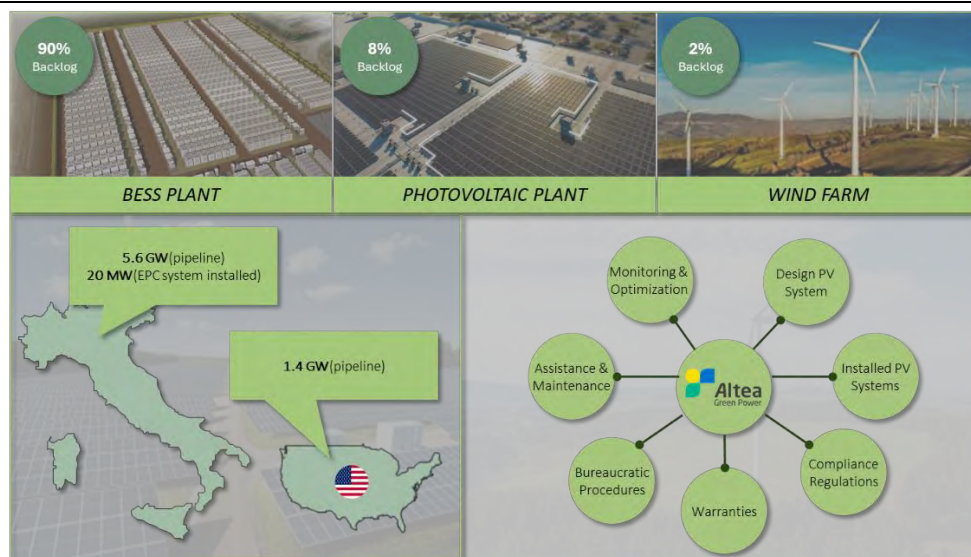 90%
Backlog
8%
Backlog
2%
Backlog
BESS PLANT
PHOTOVOLTAIC PLANT
WIND FARM
5.6 GW(pipeline)
20 MW(EPC system installed)
1.4 GW(pipeline)
Monitoring &
Optimization
Design PV
System
Assistance &
Maintenance
Altea
Green Power
Installed PV
Systems
Bureaucratic
Procedures
Warranties
Compliance
Regulations